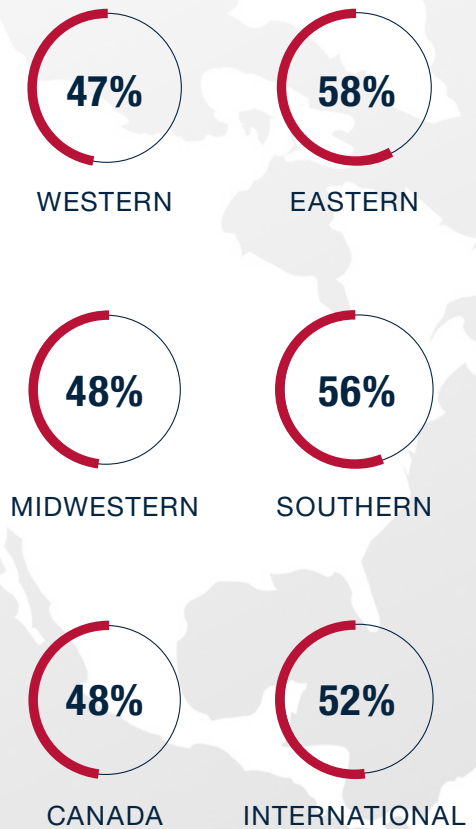 47%
WESTERN
58%
EASTERN
48%
MIDWESTERN
56%
SOUTHERN
48%
CANADA
52%
INTERNATIONAL